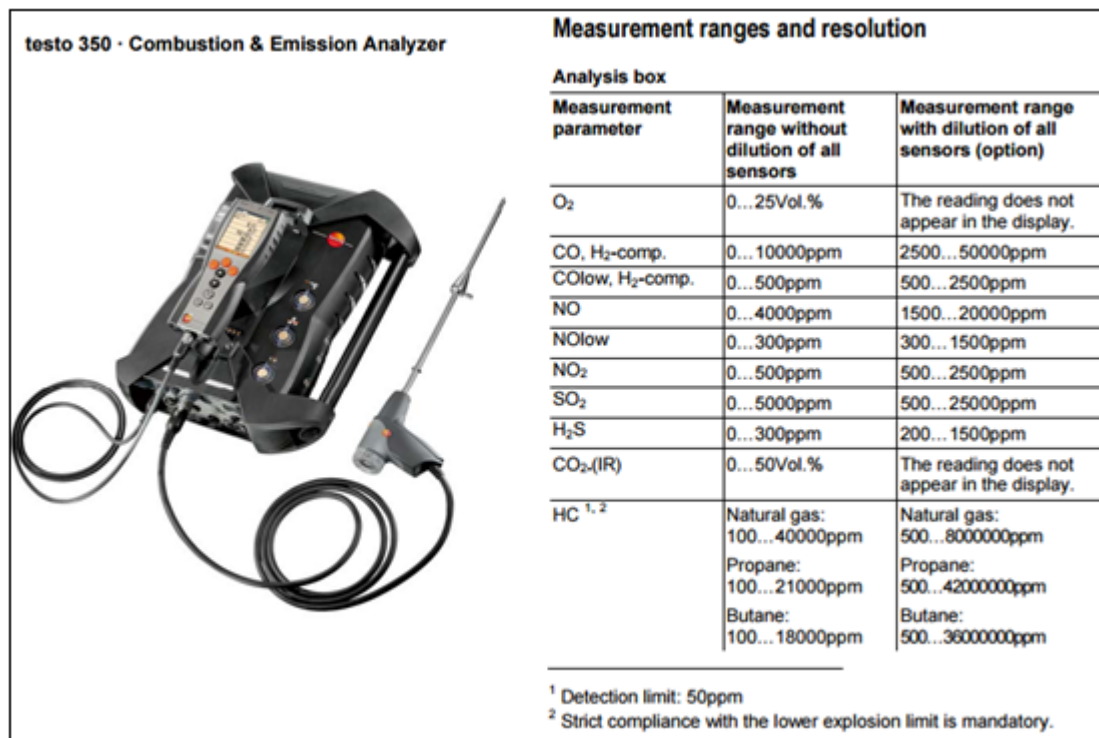 testo 350 · Combustion & Emission Analyzer
Measurement ranges and resolution
Analysis box
Measurement parameter
Measurement range without dilution of all sensors
Measurement range with dilution of all sensors (option)
O₂
0...25Vol.%
The reading does not appear in the display.
CO, H₂-comp.
0...10000ppm
2500...50000ppm
COlow, H₂-comp.
0...500ppm
500...2500ppm
NO
0...4000ppm
1500...20000ppm
NOlow
0...300ppm
300...1500ppm
NO₂
0...500ppm
500...2500ppm
SO₂
0...5000ppm
500...25000ppm
H₂S
0...300ppm
200...1500ppm
CO₂-(IR)
0...50Vol.%
The reading does not appear in the display.
HC ¹, ²
Natural gas:
100...40000ppm
Propane:
100...21000ppm
Butane:
100...18000ppm
Natural gas:
500...8000000ppm
Propane:
500...42000000ppm
Butane:
500...36000000ppm
¹ Detection limit: 50ppm
² Strict compliance with the lower explosion limit is mandatory.